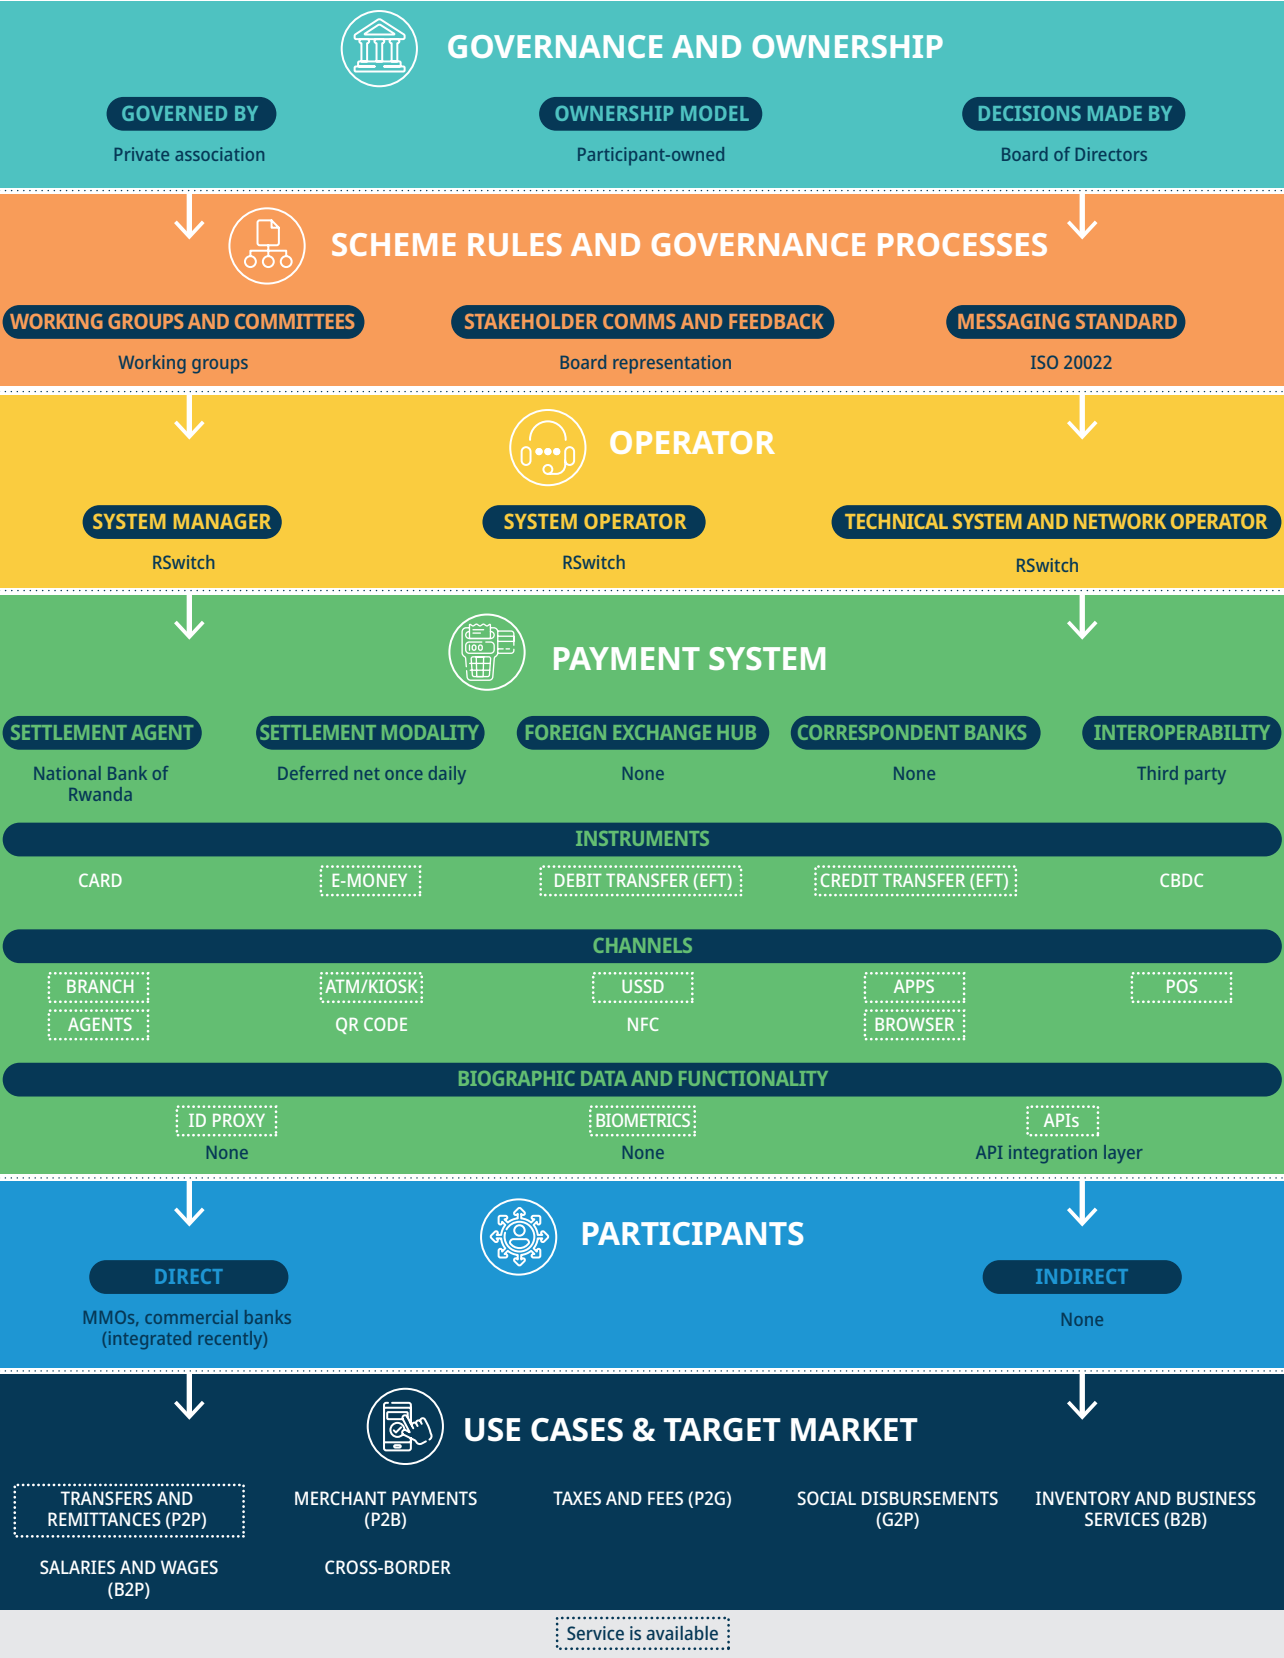 GOVERNANCE AND OWNERSHIP
GOVERNED BY
OWNERSHIP MODEL
DECISIONS MADE BY
Private association
Participant-owned
Board of Directors
SCHEME RULES AND GOVERNANCE PROCESSES
WORKING GROUPS AND COMMITTEES
STAKEHOLDER COMMS AND FEEDBACK
MESSAGING STANDARD
Working groups
Board representation
ISO 20022
OPERATOR
SYSTEM MANAGER
SYSTEM OPERATOR
TECHNICAL SYSTEM AND NETWORK OPERATOR
RSwitch
RSwitch
RSwitch
100
PAYMENT SYSTEM
SETTLEMENT AGENT
SETTLEMENT MODALITY
FOREIGN EXCHANGE HUB
CORRESPONDENT BANKS
INTEROPERABILITY
National Bank of
Rwanda
Deferred net once daily
None
None
Third party
INSTRUMENTS
CARD
E-MONEY
DEBIT TRANSFER (EFT)
CREDIT TRANSFER (EFT)
CBDC
CHANNELS
BRANCH
ATM/KIOSK
USSD
APPS
POS
AGENTS
QR CODE
NFC
BROWSER
BIOGRAPHIC DATA AND FUNCTIONALITY
ID PROXY
BIOMETRICS
APIs
None
None
API integration layer
PARTICIPANTS
DIRECT
INDIRECT
MMOs, commercial banks
(integrated recently)
None
USE CASES & TARGET MARKET
TRANSFERS AND
REMITTANCES (P2P)
MERCHANT PAYMENTS
(P2B)
TAXES AND FEES (P2G)
SOCIAL DISBURSEMENTS
(G2P)
INVENTORY AND BUSINESS
SERVICES (B2B)
SALARIES AND WAGES
(B2P)
CROSS-BORDER
Service is available